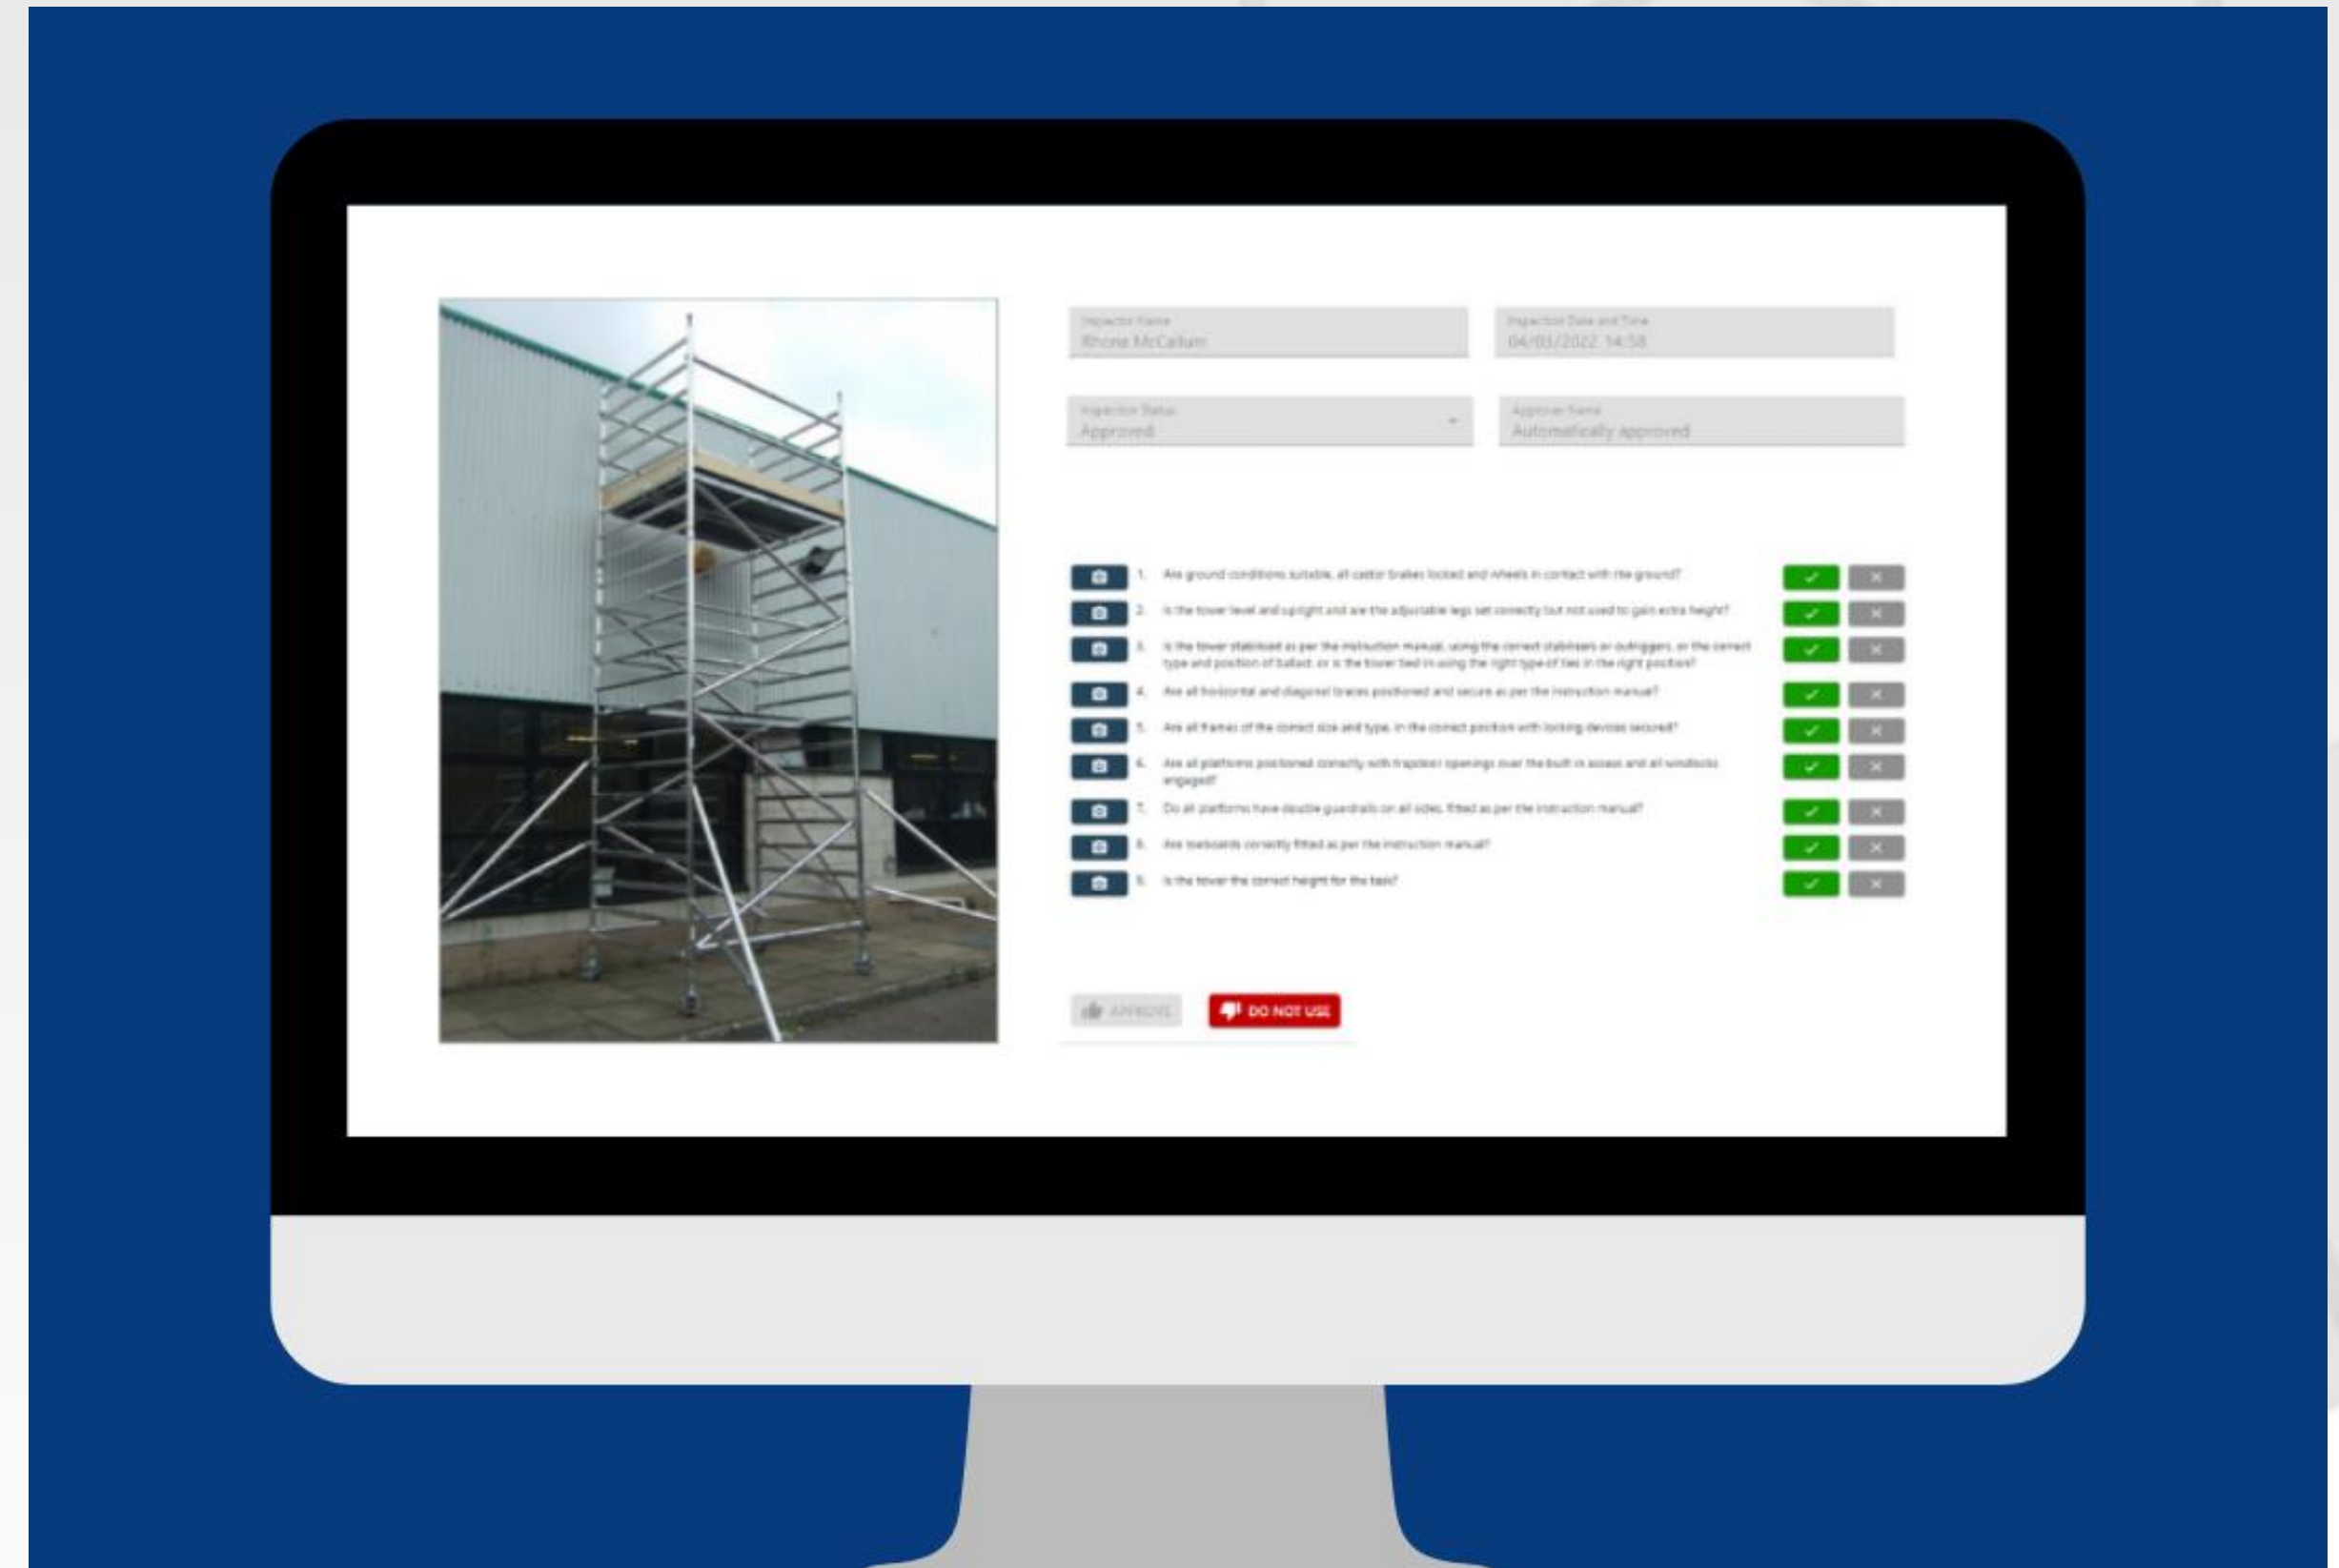 Inspector Name
Rhona McCallum
Inspection Date and Time
04/03/2022 14:58
Inspection Status
Approved
Approver Name
Automatically approved
1. Are ground conditions suitable, all castor brakes locked and wheels in contact with the ground?
2. Is the tower level and upright and are the adjustable legs set correctly but not used to gain extra height?
3. Is the tower stabilised as per the instruction manual, using the correct stabilisers or outriggers, or the correct
type and position of ballast, or is the tower tied in using the right type of ties in the right position?
4. Are all horizontal and diagonal braces positioned and secure as per the instruction manual?
5. Are all frames of the correct size and type, in the correct position with locking devices secured?
6. Are all platforms positioned correctly with trapdoor openings over the built in access and all windlocks
engaged?
7. Do all platforms have double guardrails on all sides, fitted as per the instruction manual?
8. Are toeboards correctly fitted as per the instruction manual?
9. Is the tower the correct height for the task?
APPROVE
DO NOT USE